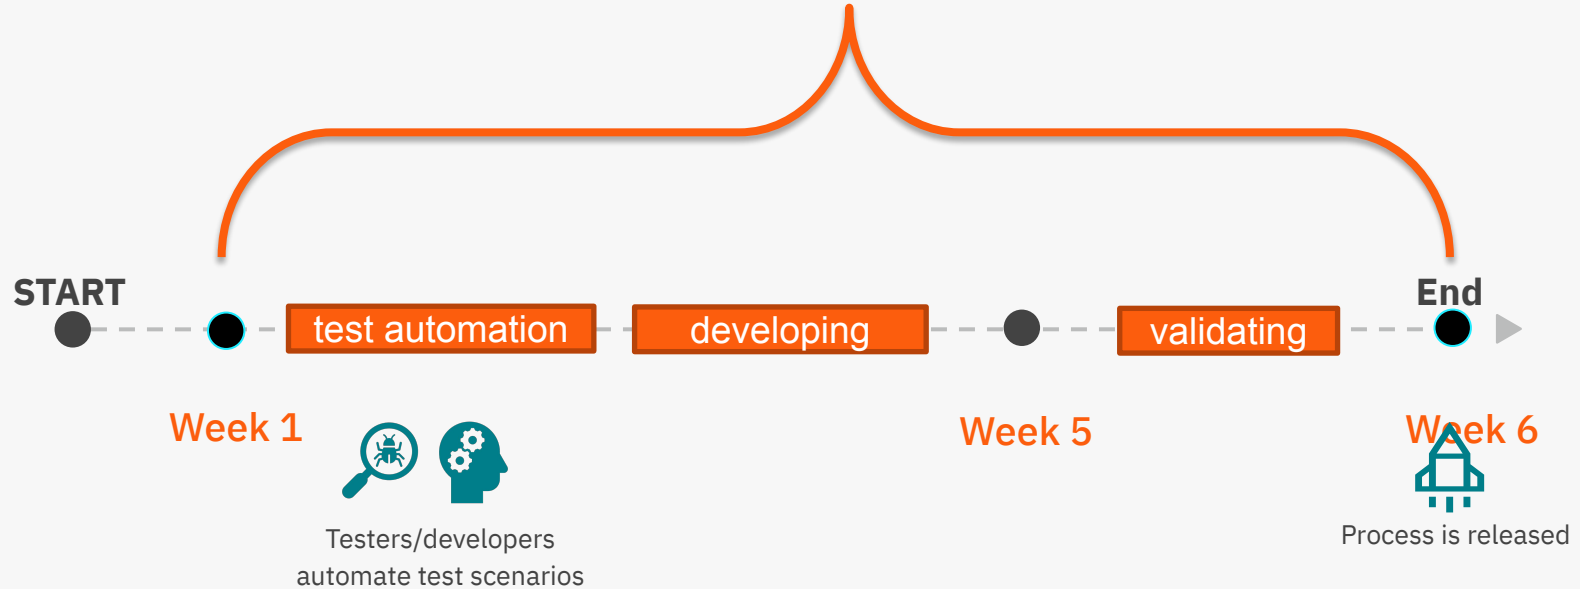 START
End
test automation
developing
validating
Week 1
Week 5
Week 6
Testers/developers
automate test scenarios
Process is released